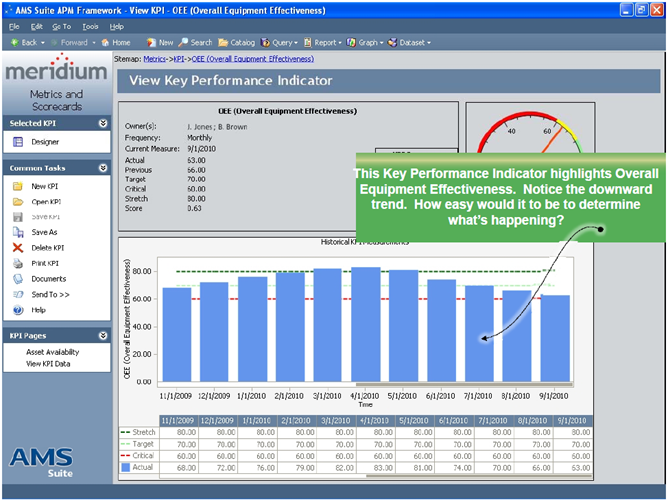 AMS Suite APM Framework - View KPI - OEE (Overall Equipment Effectiveness)
File Edit Go To Tools Help
Back Forward Home New Search Catalog Query Report Graph Dataset
meridium
Metrics and
Scorecards
Selected KPI
Designer
Common Tasks
New KPI
Open KPI
Save KPI
Save As
Delete KPI
Print KPI
Documents
Send To >>
Help
KPI Pages
Asset Availability
View KPI Data
AMS
Suite
Sitemap: Metrics->KPI->OEE (Overall Equipment Effectiveness)
View Key Performance Indicator
OEE (Overall Equipment Effectiveness)
Owner(s): J. Jones ; B. Brown
Frequency: Monthly
Current Measure: 9/1/2010
Actual 63.00
Previous 66.00
Target 70.00
Critical 60.00
Stretch 80.00
Score 0.63
40 60
This Key Performance Indicator highlights Overall
Equipment Effectiveness. Notice the downward
trend. How easy would it to be to determine
what's happening?
Historical KPI Measurements
OEE (Overall Equipment Effectiveness)
80.00
60.00
40.00
20.00
0.00
11/1/2009 12/1/2009 1/1/2010 2/1/2010 3/1/2010 4/1/2010 5/1/2010 6/1/2010 7/1/2010 8/1/2010 9/1/2010
Time
11/1/2009 12/1/2009 1/1/2010 2/1/2010 3/1/2010 4/1/2010 5/1/2010 6/1/2010 7/1/2010 8/1/2010 9/1/2010
Stretch 80.00 80.00 80.00 80.00 80.00 80.00 80.00 80.00 80.00 80.00 80.00
Target 70.00 70.00 70.00 70.00 70.00 70.00 70.00 70.00 70.00 70.00 70.00
Critical 60.00 60.00 60.00 60.00 60.00 60.00 60.00 60.00 60.00 60.00 60.00
Actual 68.00 72.00 76.00 79.00 82.00 83.00 81.00 74.00 70.00 66.00 63.00